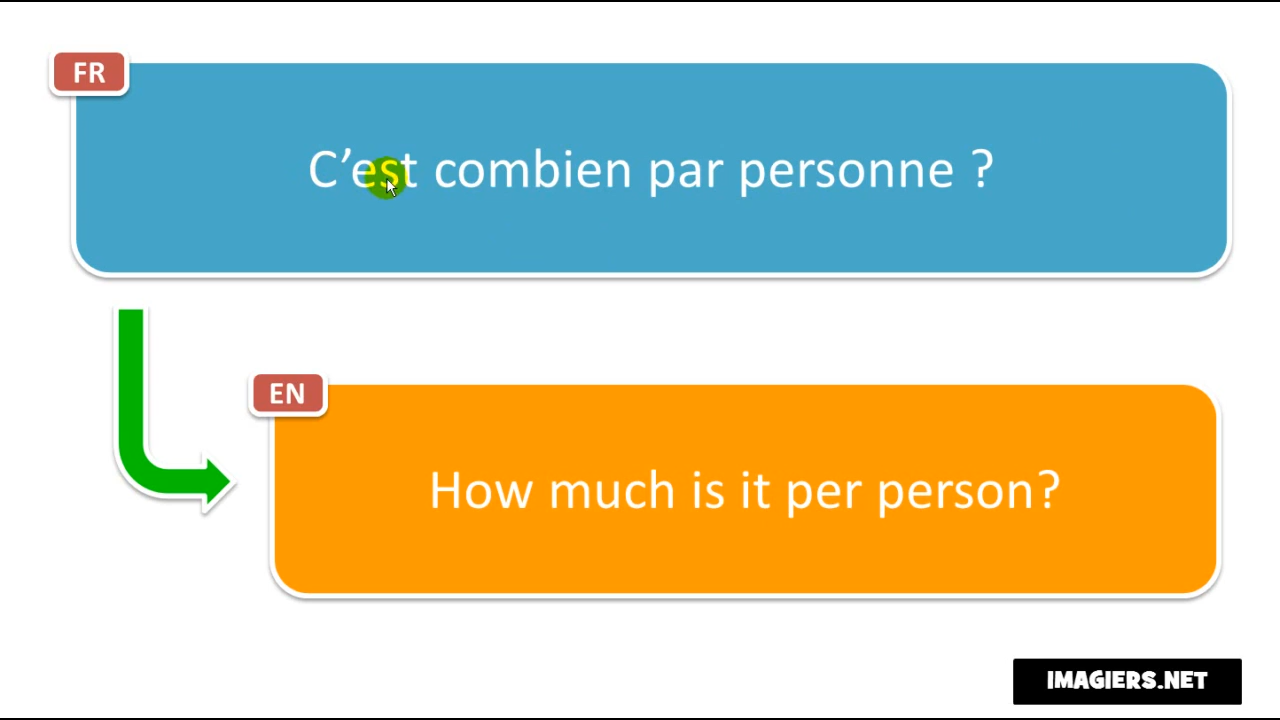 FR
C’est combien par personne ?
EN
How much is it per person?
IMAGIERS.NET